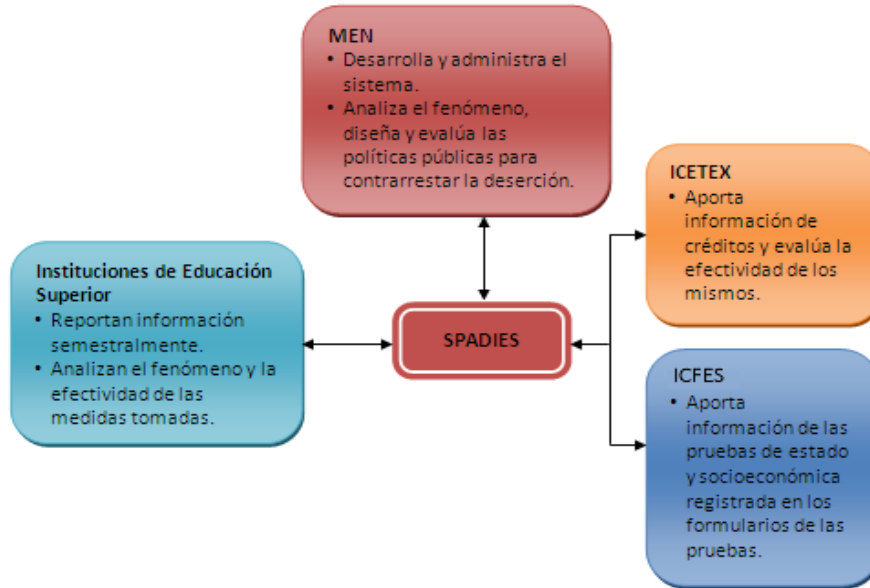 MEN
• Desarrolla y administra el
sistema.
• Analiza el fenómeno,
diseña y evalúa las
políticas públicas para
contrarrestar la deserción.
ICETEX
• Aporta
información de
créditos y evalúa la
efectividad de los
mismos.
Instituciones de Educación
Superior
• Reportan información
semestralmente.
• Analizan el fenómeno y la
efectividad de las
medidas tomadas.
SPADIES
ICFES
• Aporta
información de las
pruebas de estado
y socioeconómica
registrada en los
formularios de las
pruebas.